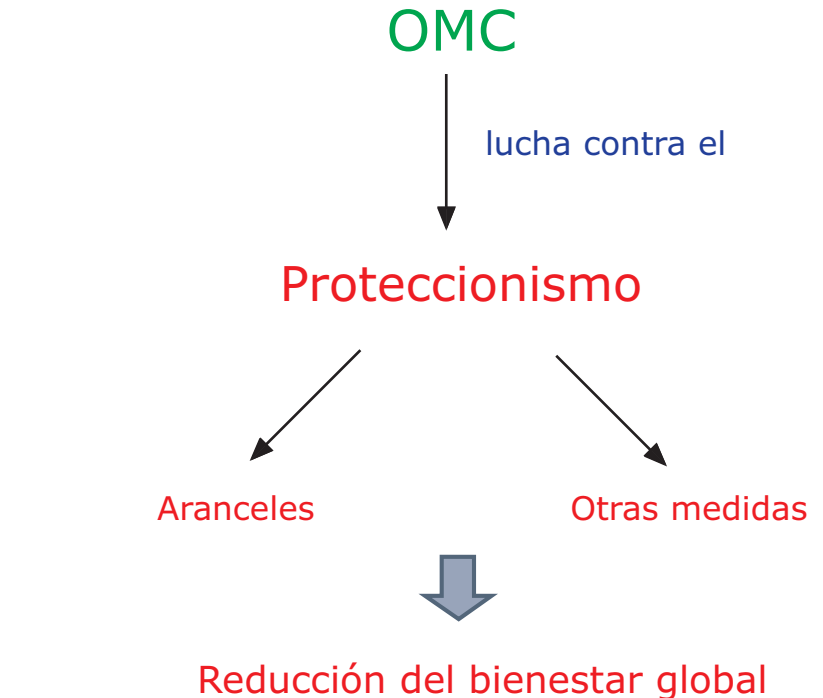 OMC
lucha contra el
Proteccionismo
Aranceles
Otras medidas
Reducción del bienestar global